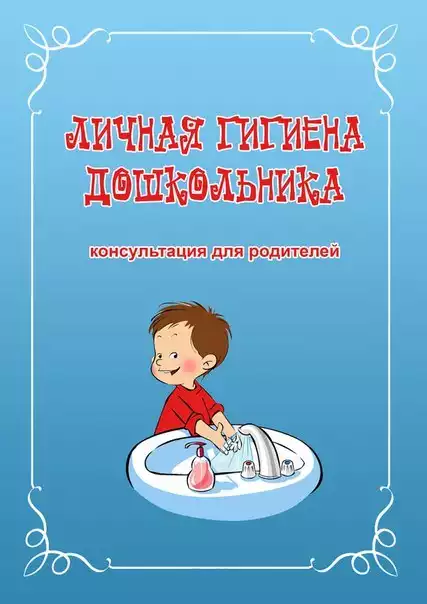 ЛИЧНАЯ ГИГИЕНА
ДОШКОЛЬНИКА
консультация для родителей